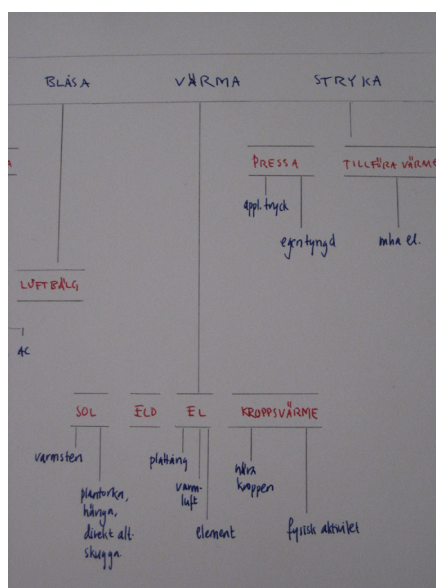 BLÅSA VÄRMA STRYKA
A PRESSA TILLFÖRA VÄRME
appl. tryck
egentyngd mha el.
LUFTBÄLG
AC
SOL ELD EL KROPPSVÄRME
varmsten plattång nära
varm- kroppen
plantorka, luft
hänga,
direkt alt. element fysisk aktivitet
skugga